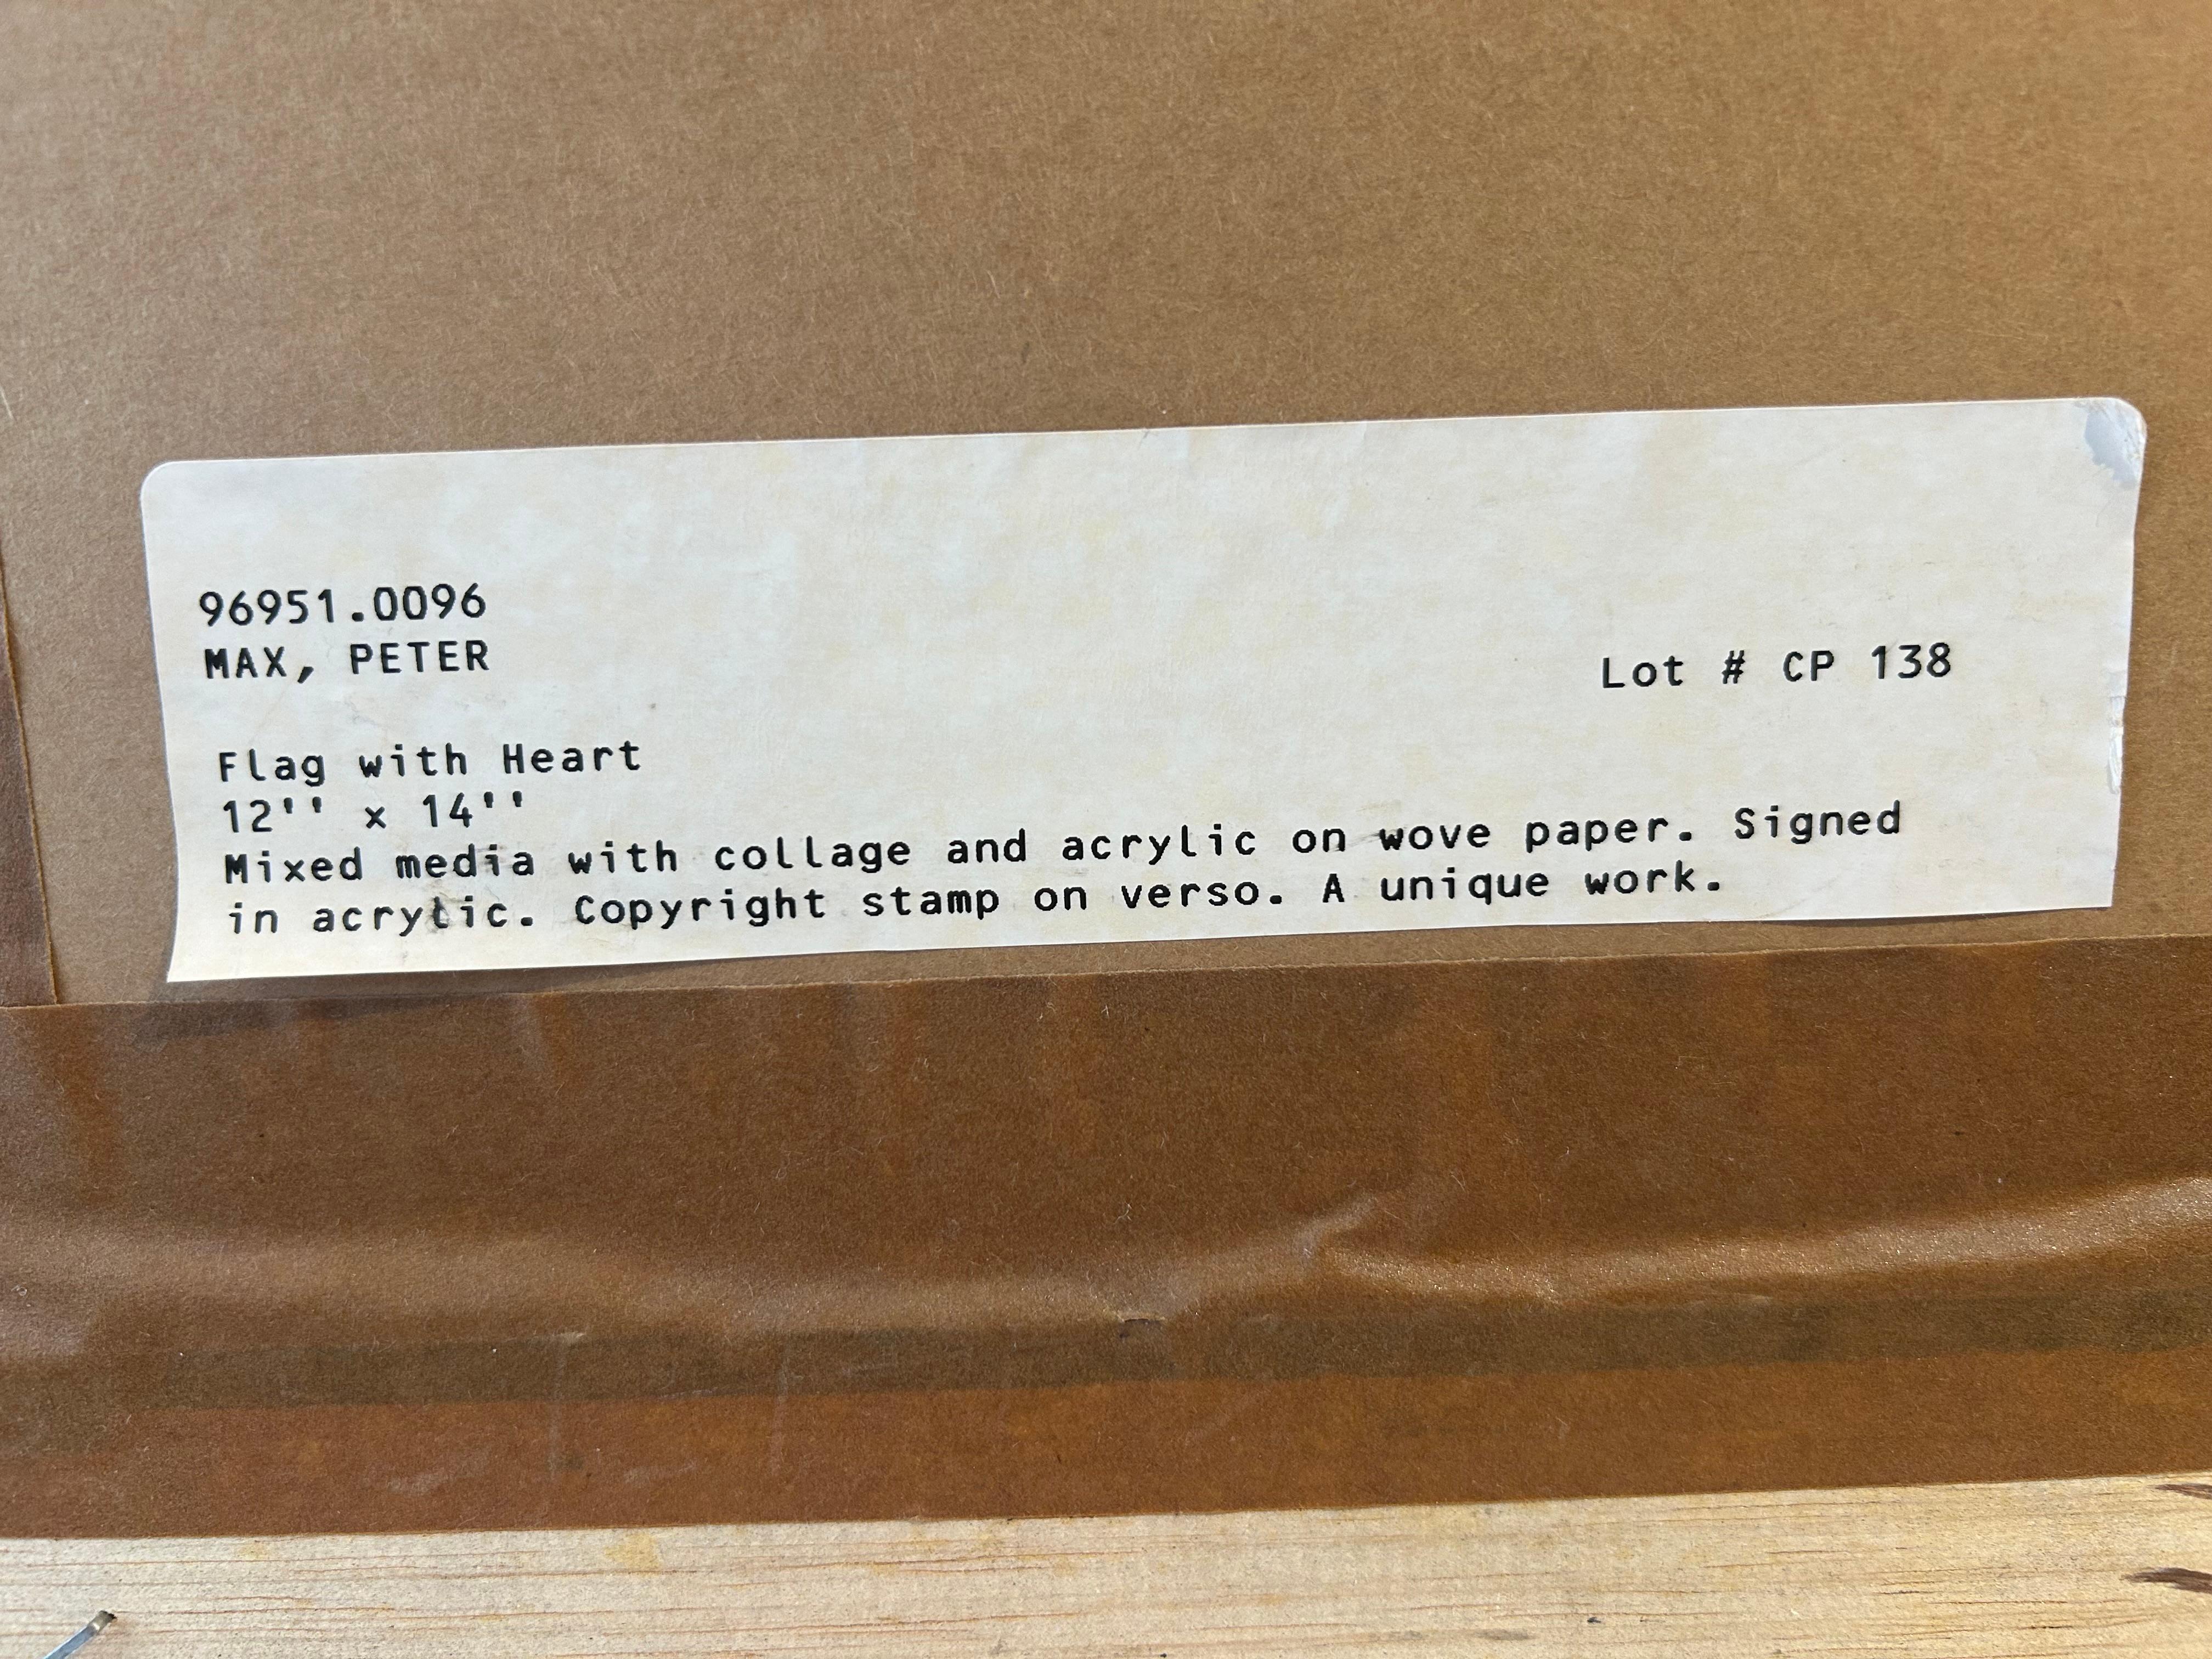 96951.0096
MAX, PETER
Lot # CP 138
Flag with Heart
12'' x 14''
Mixed media with collage and acrylic on wove paper. Signed
in acrylic. Copyright stamp on verso. A unique work.